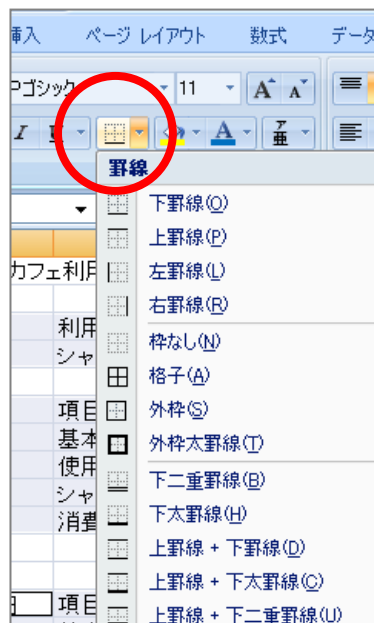 挿入 ページ レイアウト 数式 データ
Pゴシック 11 A A
I U A ア亜
罫線
下罫線(O)
上罫線(P)
カフェ利用
左罫線(L)
右罫線(R)
利用
枠なし(N)
シャ
格子(A)
項目
外枠(S)
基本
外枠太罫線(T)
使用
下二重罫線(B)
シャ
下太罫線(H)
消費
上罫線 + 下罫線(D)
上罫線 + 下太罫線(C)
項目
上罫線 + 下二重罫線(U)